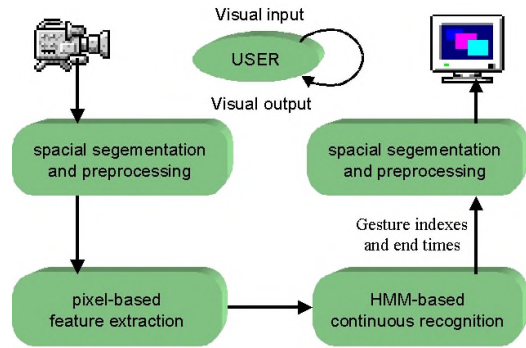 Visual input
USER
Visual output
spacial segementation
and preprocessing
spacial segementation
and preprocessing
Gesture indexes
and end times
pixel-based
feature extraction
HMM-based
continuous recognition